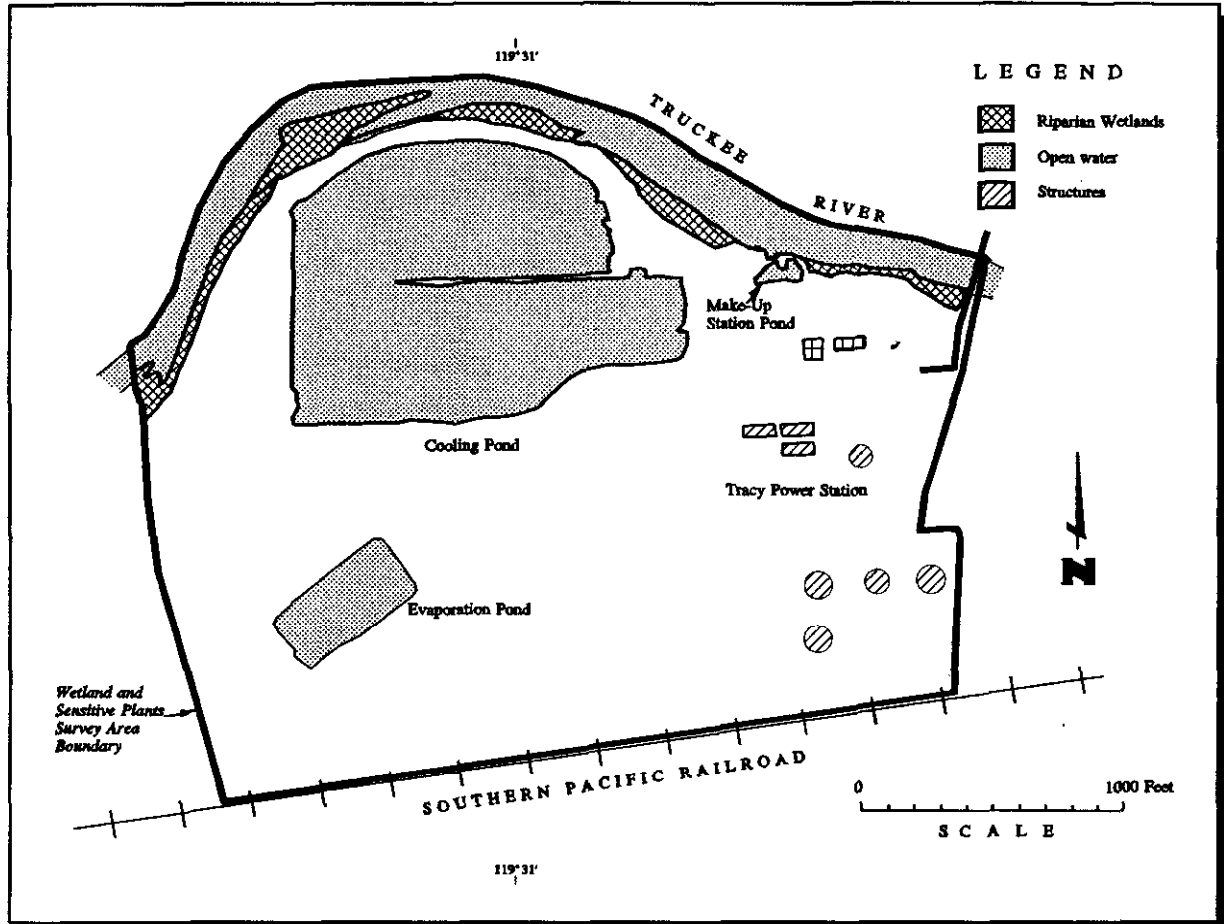 119°31'
LEGEND
Riparian Wetlands
Open water
Structures
TRUCKEE
RIVER
Make-Up
Station Pond
Cooling Pond
Tracy Power Station
Evaporation Pond
N
Wetland and
Sensitive Plants
Survey Area
Boundary
SOUTHERN PACIFIC RAILROAD
0 1000 Feet
SCALE
119°31'